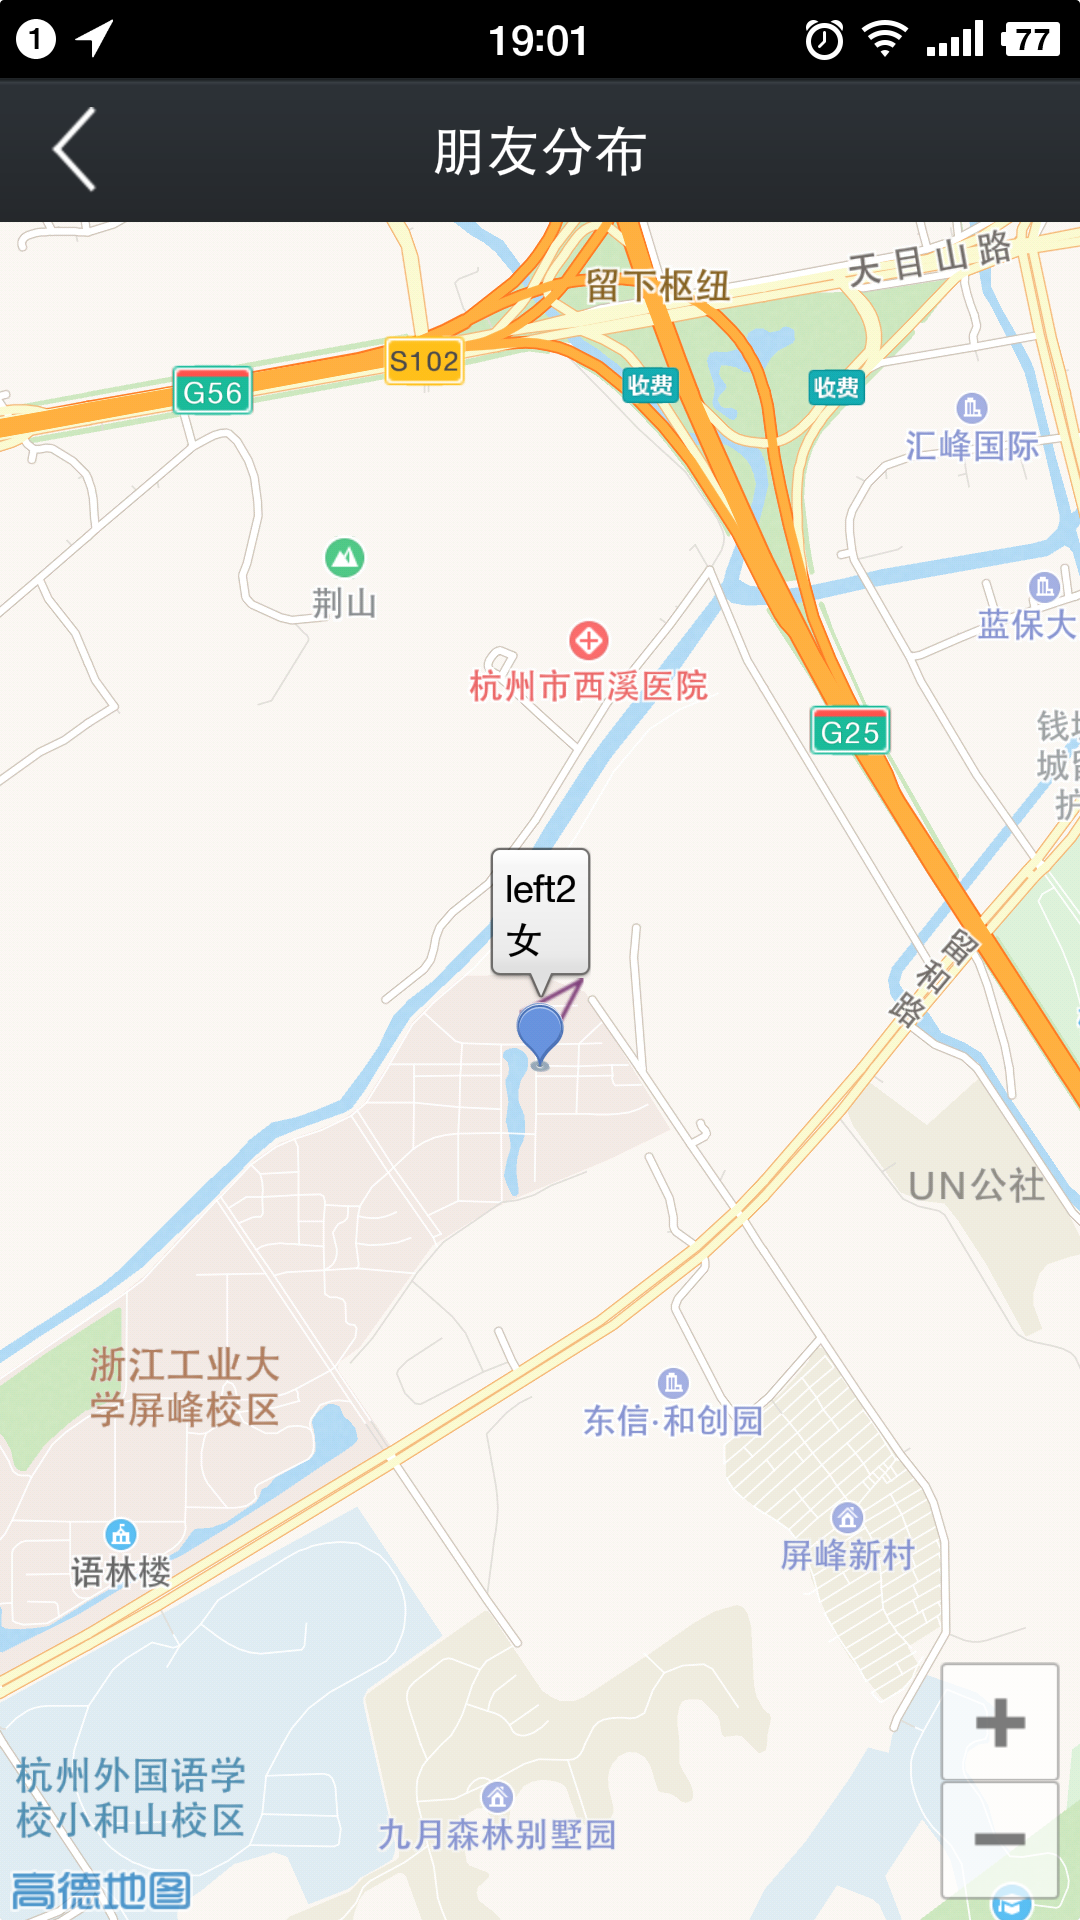 1
19:01
77
朋友分布
天目山路
留下枢纽
S102
G56
收费
收费
汇峰国际
荆山
蓝保大
杭州市西溪医院
G25
钱
城
护
left2
女
留和路
UN公社
浙江工业大
学屏峰校区
东信·和创园
语林楼
屏峰新村
杭州外国语学
校小和山校区
九月森林别墅园
高德地图